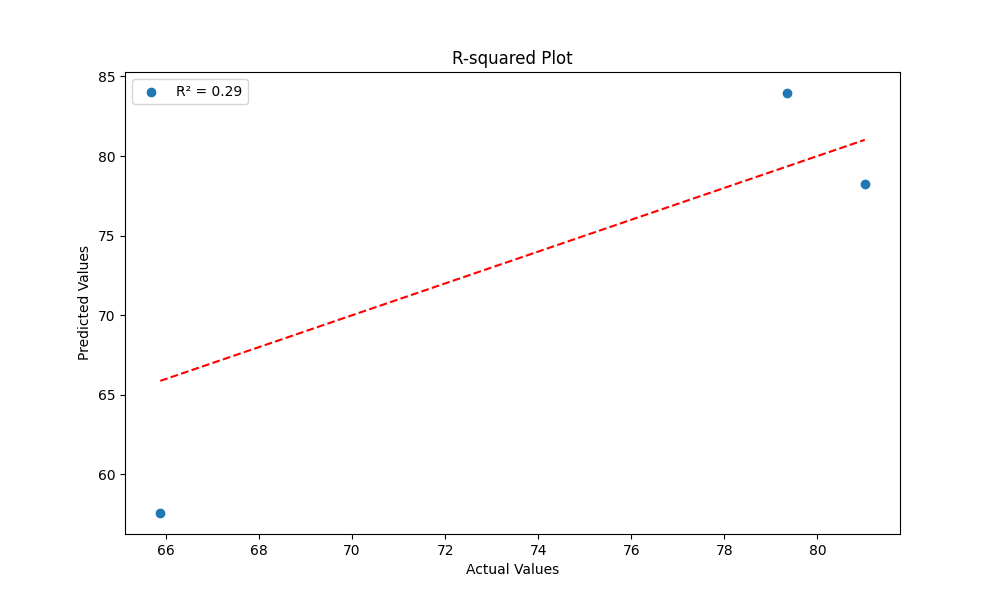 R-squared Plot
R² = 0.29
85
80
75
70
65
60
Predicted Values
66 68 70 72 74 76 78 80
Actual Values